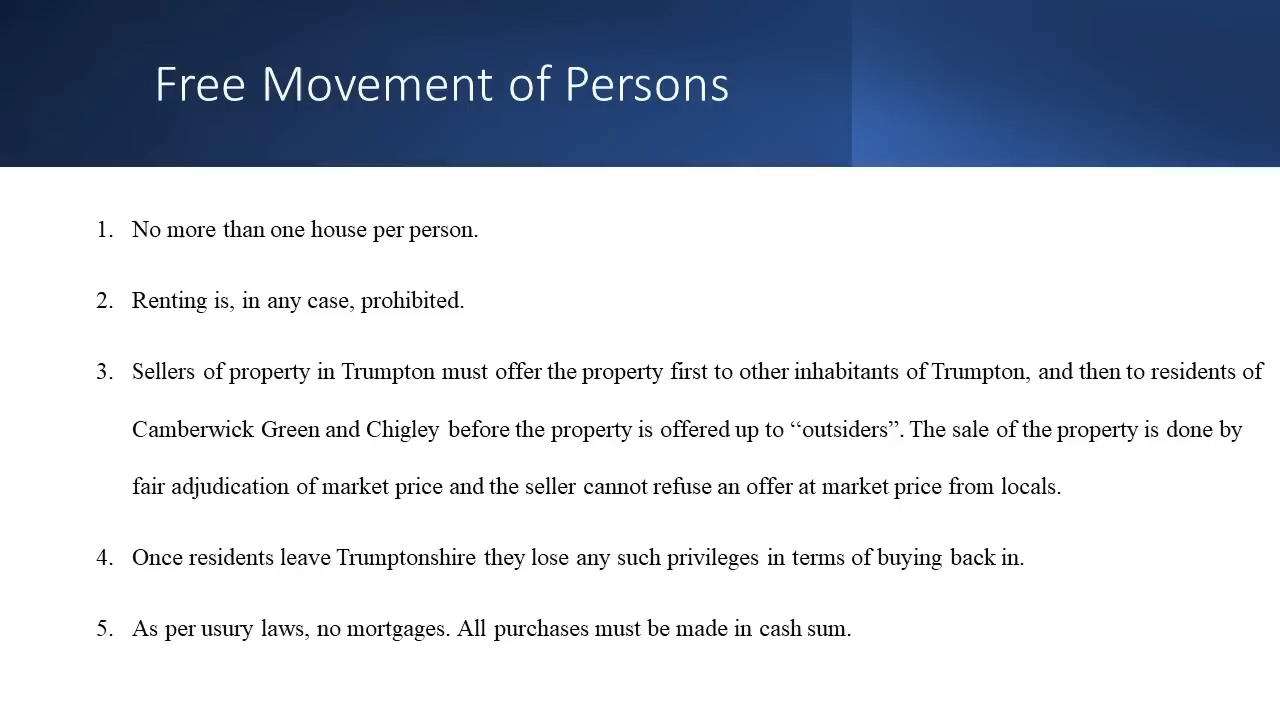 Free Movement of Persons
1. No more than one house per person.
2. Renting is, in any case, prohibited.
3. Sellers of property in Trumpton must offer the property first to other inhabitants of Trumpton, and then to residents of
Camberwick Green and Chigley before the property is offered up to “outsiders”. The sale of the property is done by
fair adjudication of market price and the seller cannot refuse an offer at market price from locals.
4. Once residents leave Trumptonshire they lose any such privileges in terms of buying back in.
5. As per usury laws, no mortgages. All purchases must be made in cash sum.